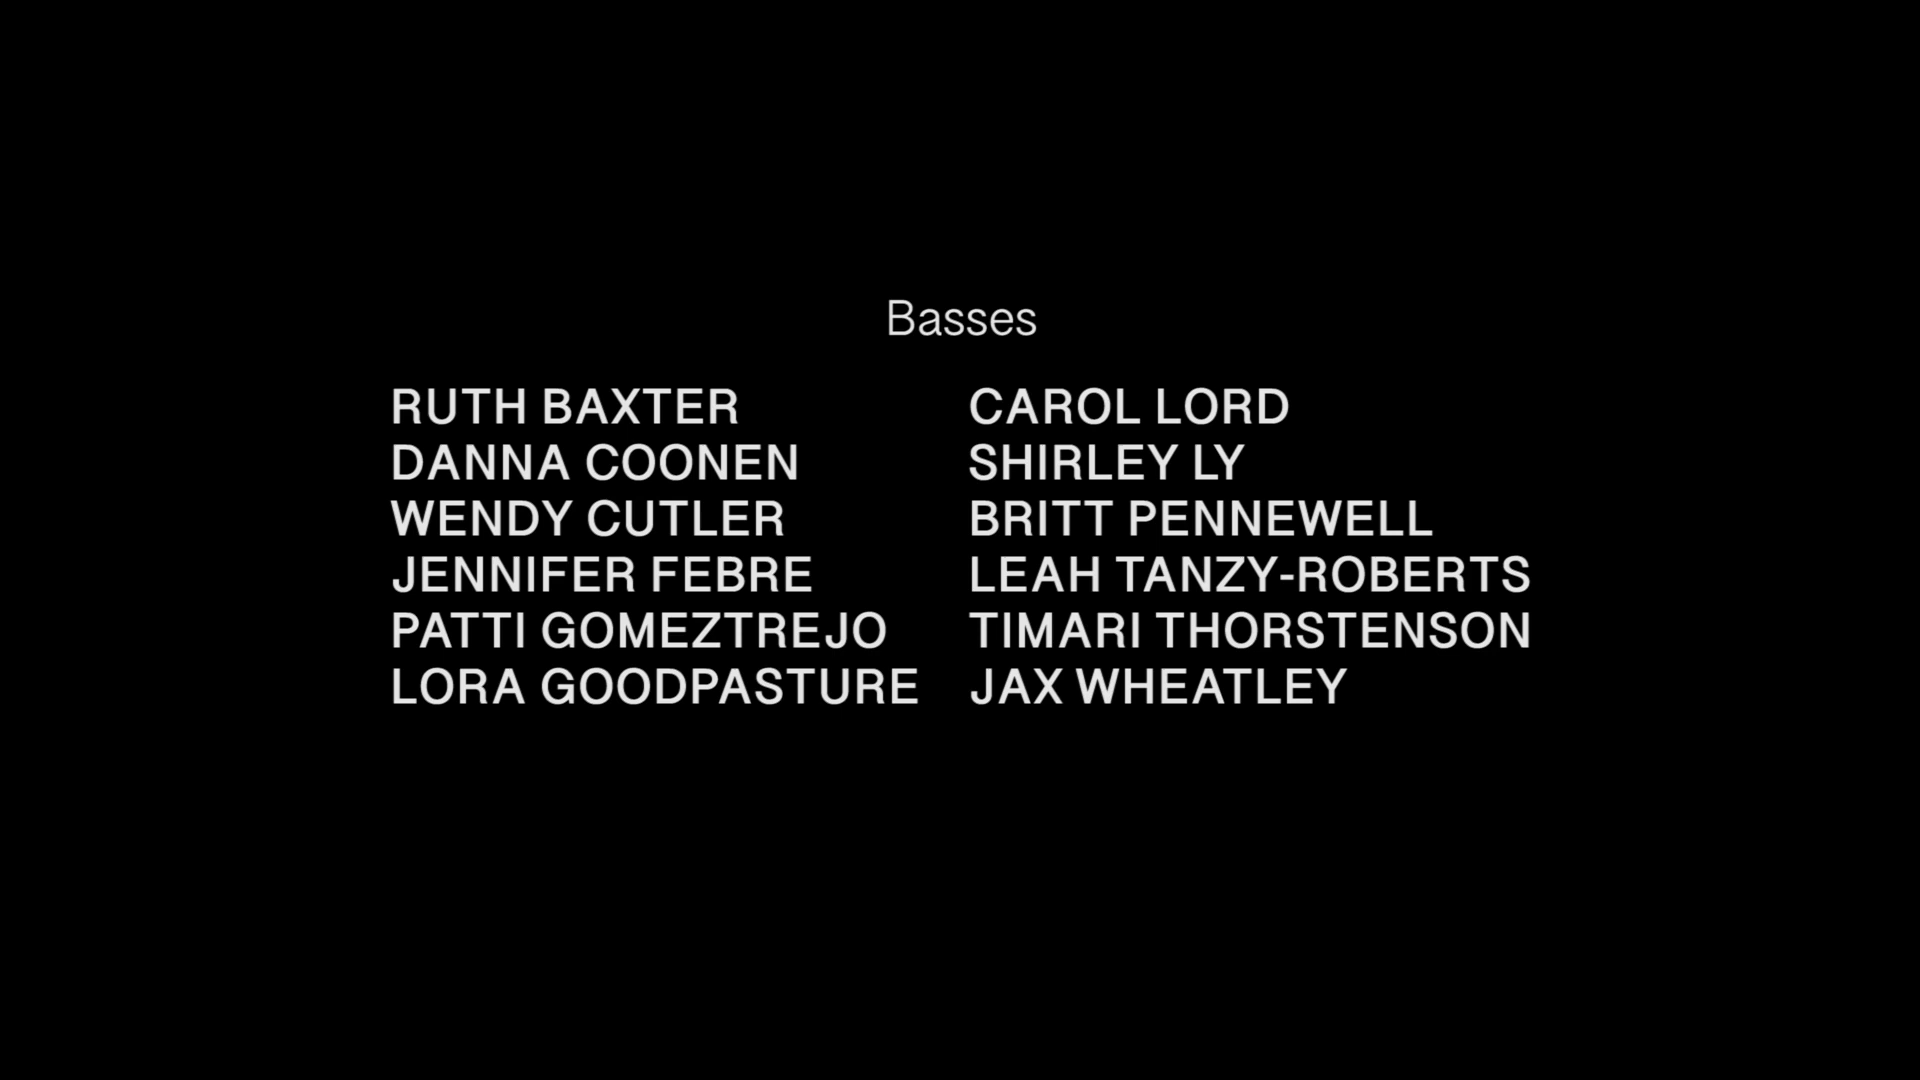 Basses
RUTH BAXTER
DANNA COONEN
WENDY CUTLER
JENNIFER FEBRE
PATTI GOMEZTREJO
LORA GOODPASTURE
CAROL LORD
SHIRLEY LY
BRITT PENNEWELL
LEAH TANZY-ROBERTS
TIMARI THORSTENSON
JAX WHEATLEY